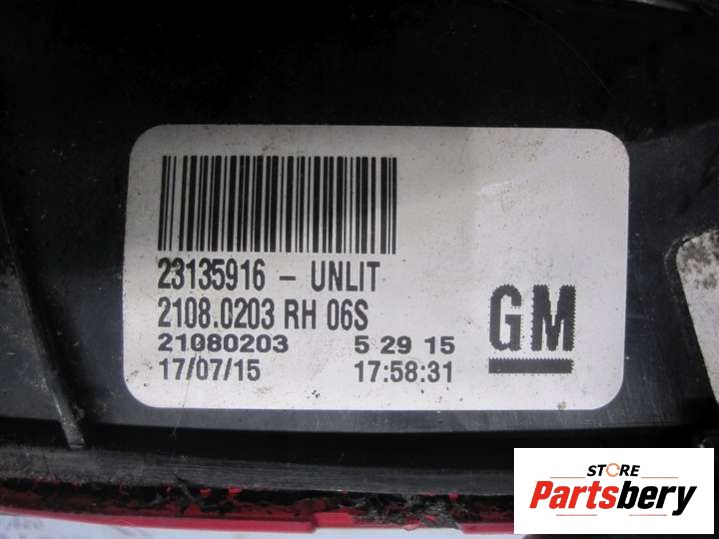 23135916 - UNLIT
2108.0203 RH 06S
21080203 5 29 15
17/07/15 17:58:31
GM
STORE
Partsbery